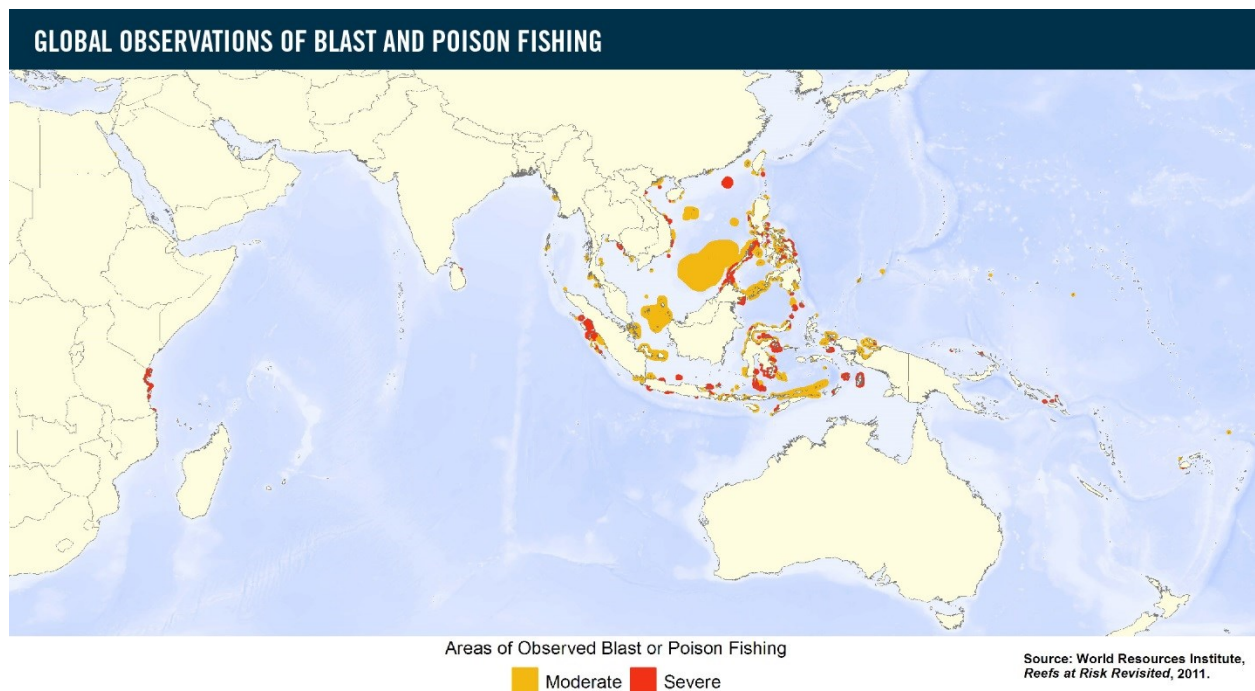 GLOBAL OBSERVATIONS OF BLAST AND POISON FISHING
Areas of Observed Blast or Poison Fishing
Moderate Severe
Source: World Resources Institute,
Reefs at Risk Revisited, 2011.